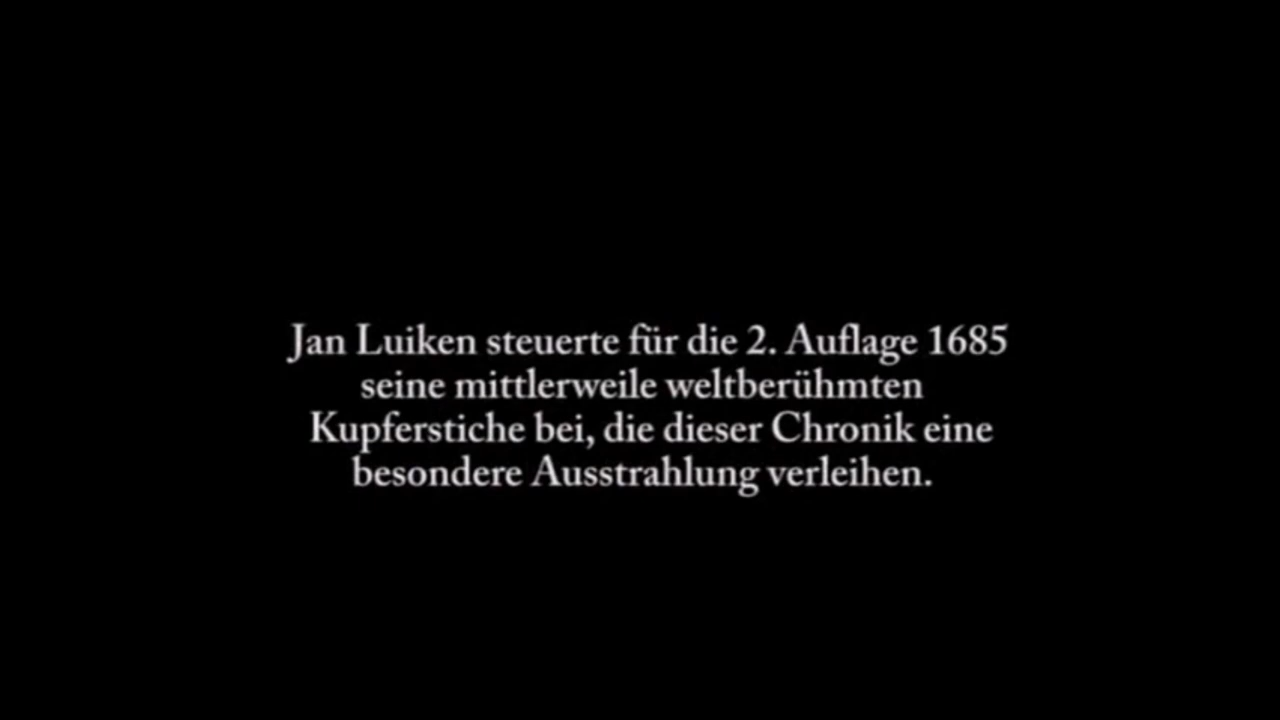 Jan Luiken steuerte für die 2. Auflage 1685
seine mittlerweile weltberühmten
Kupferstiche bei, die dieser Chronik eine
besondere Ausstrahlung verleihen.